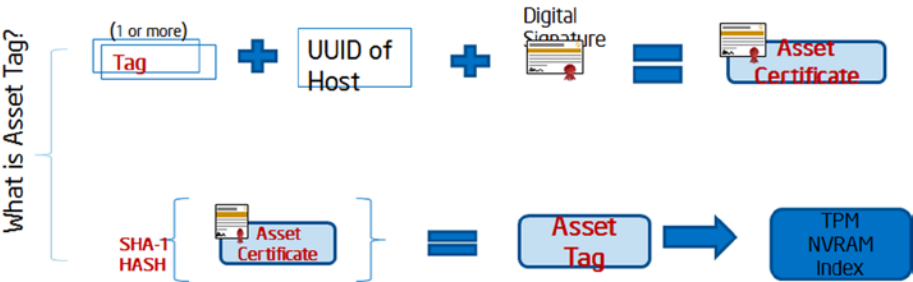 What is Asset Tag?
(1 or more)
Tag
UUID of
Host
Digital
Signature
Asset
Certificate
SHA-1
HASH
Asset
Certificate
Asset
Tag
TPM
NVRAM
Index